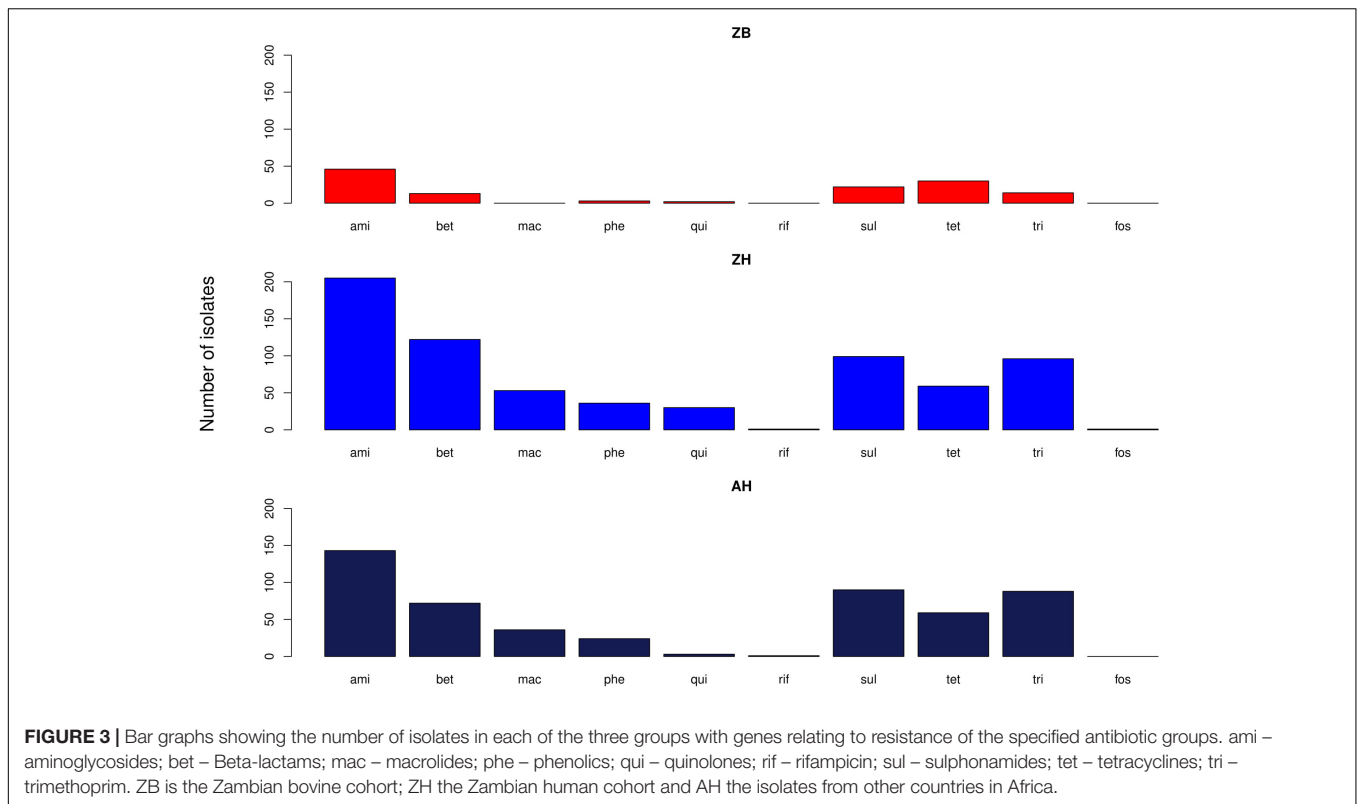 ZB
200
150
100
50
0
ami bet mac phe qui rif sul tet tri fos
ZH
Number of isolates
200
150
100
50
0
ami bet mac phe qui rif sul tet tri fos
AH
200
150
100
50
0
ami bet mac phe qui rif sul tet tri fos
FIGURE 3 | Bar graphs showing the number of isolates in each of the three groups with genes relating to resistance of the specified antibiotic groups. ami –
aminoglycosides; bet – Beta-lactams; mac – macrolides; phe – phenolics; qui – quinolones; rif – rifampicin; sul – sulphonamides; tet – tetracyclines; tri –
trimethoprim. ZB is the Zambian bovine cohort; ZH the Zambian human cohort and AH the isolates from other countries in Africa.